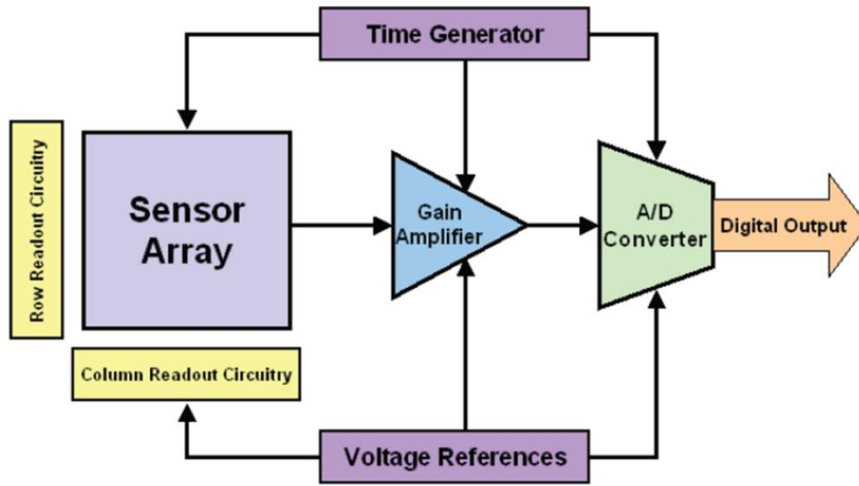 Time Generator
Row Readout Circuitry
Sensor
Array
Gain
Amplifier
A/D
Converter
Digital Output
Column Readout Circuitry
Voltage References